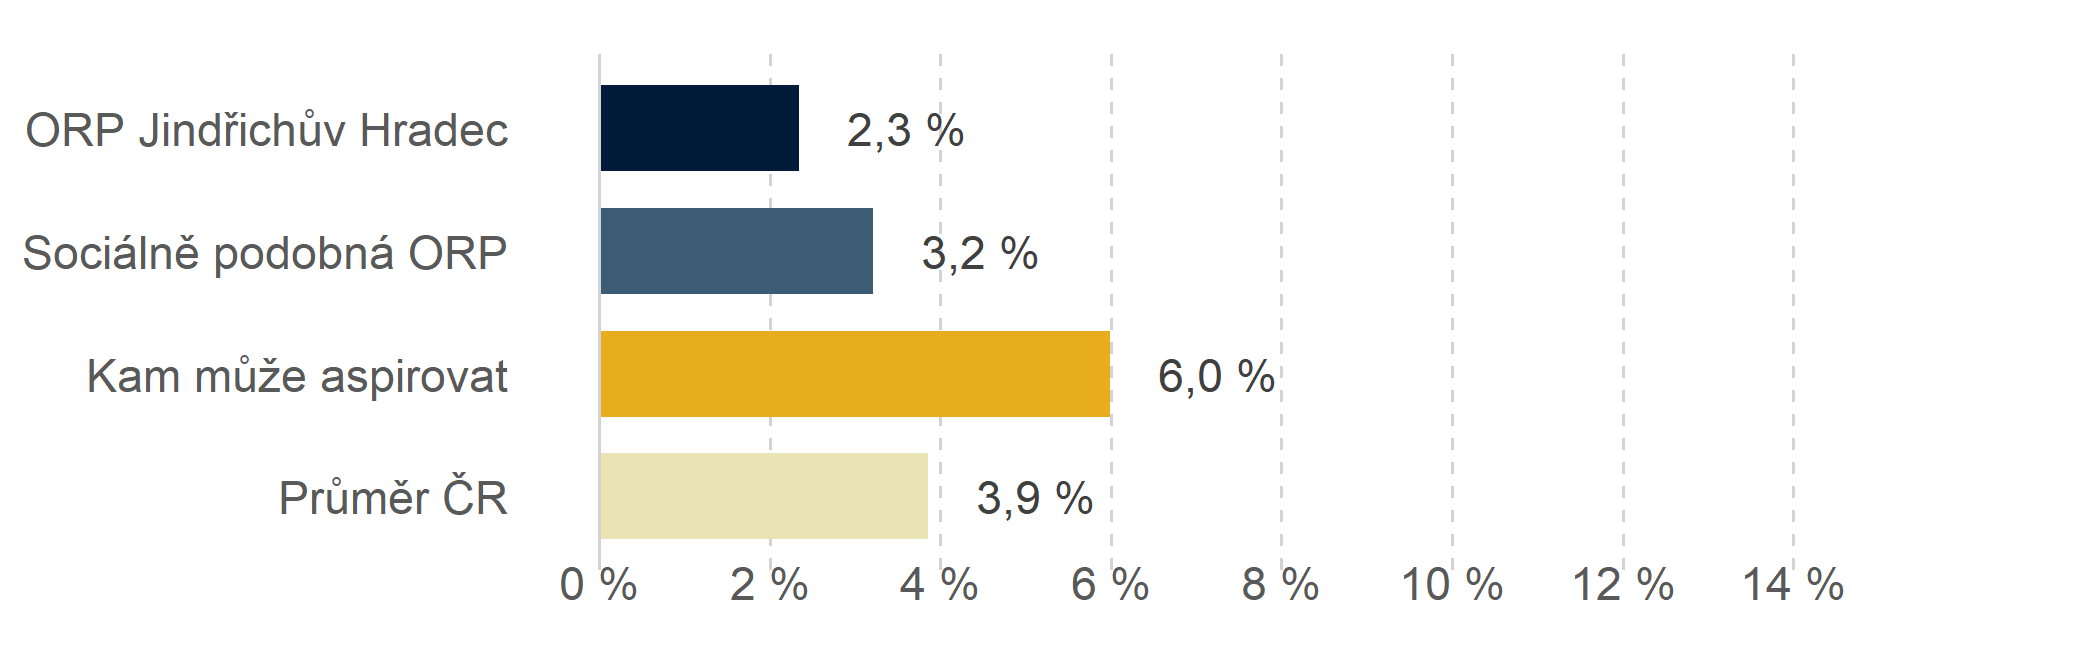 ORP Jindřichův Hradec
2,3 %
Sociálně podobná ORP
3,2 %
Kam může aspirovat
6,0 %
Průměr ČR
3,9 %
0 % 2 % 4 % 6 % 8 % 10 % 12 % 14 %